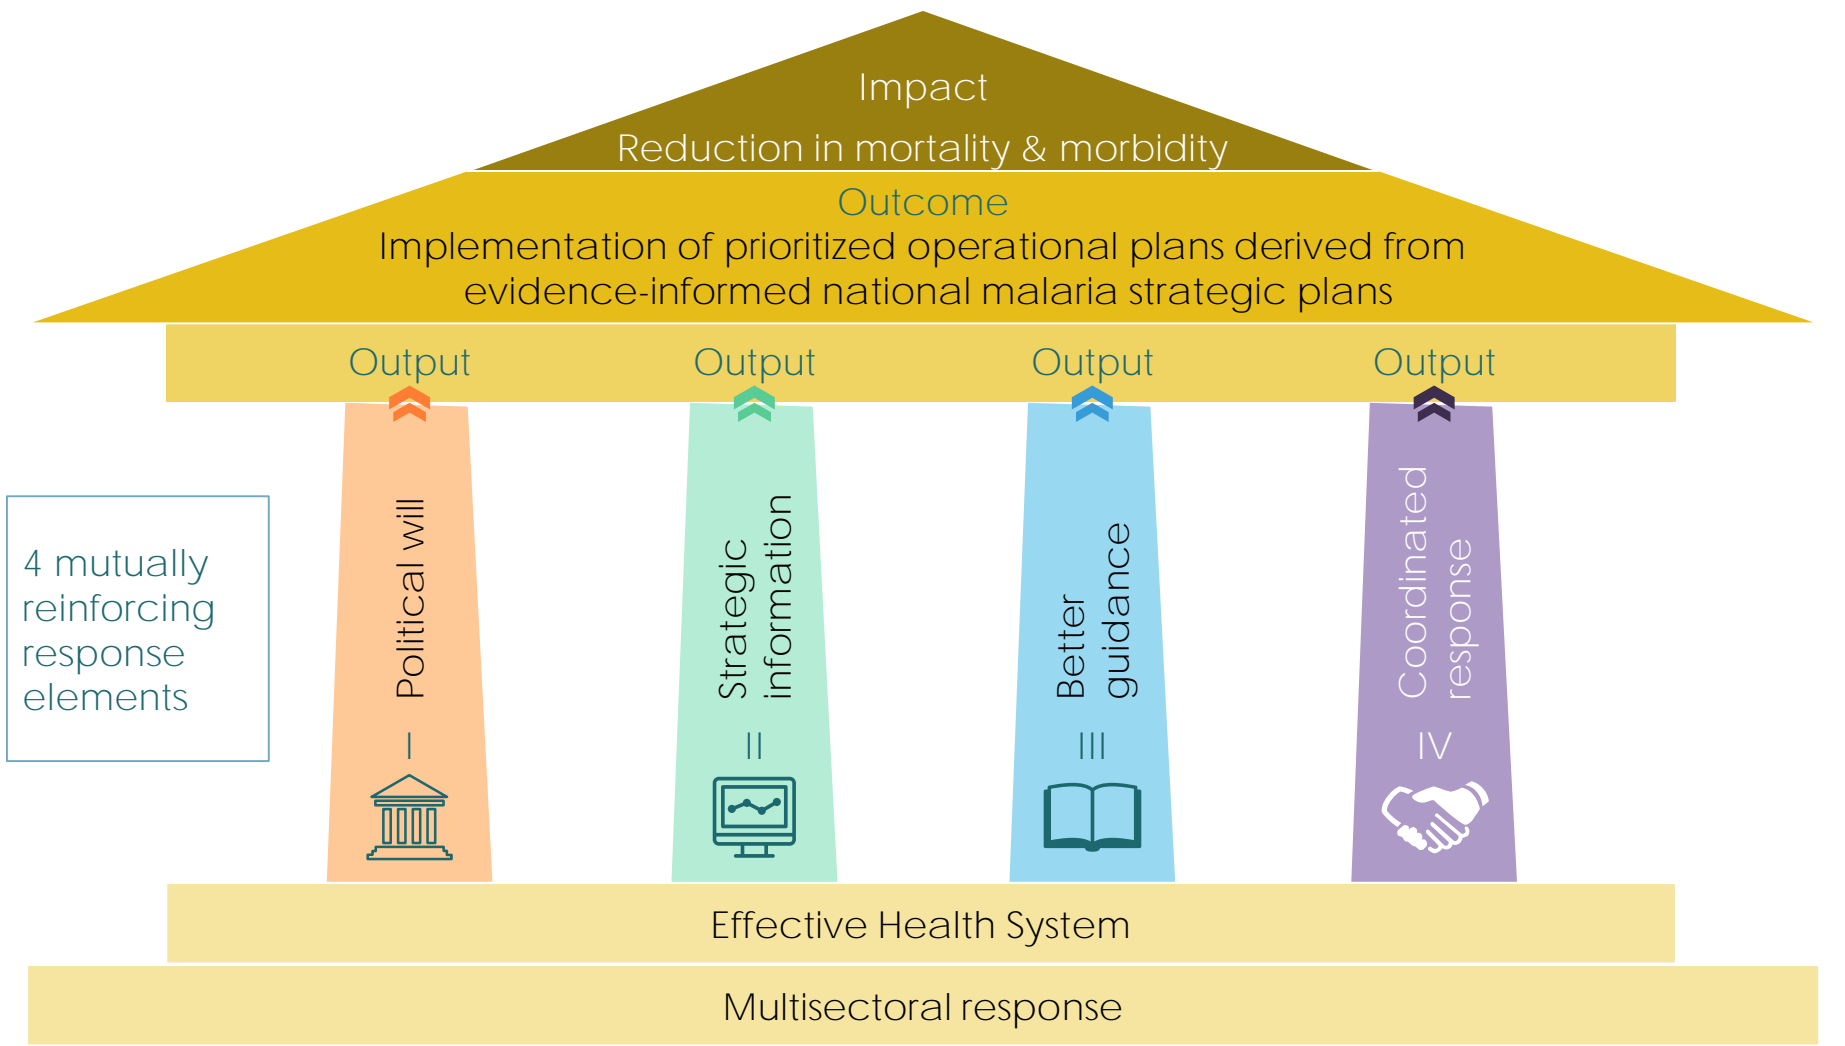 Impact
Reduction in mortality & morbidity
Outcome
Implementation of prioritized operational plans derived from
evidence-informed national malaria strategic plans
Output
Output
Output
Output
4 mutually
reinforcing
response
elements
Political will
I
Strategic
information
II
Better
guidance
III
Coordinated
response
IV
Effective Health System
Multisectoral response